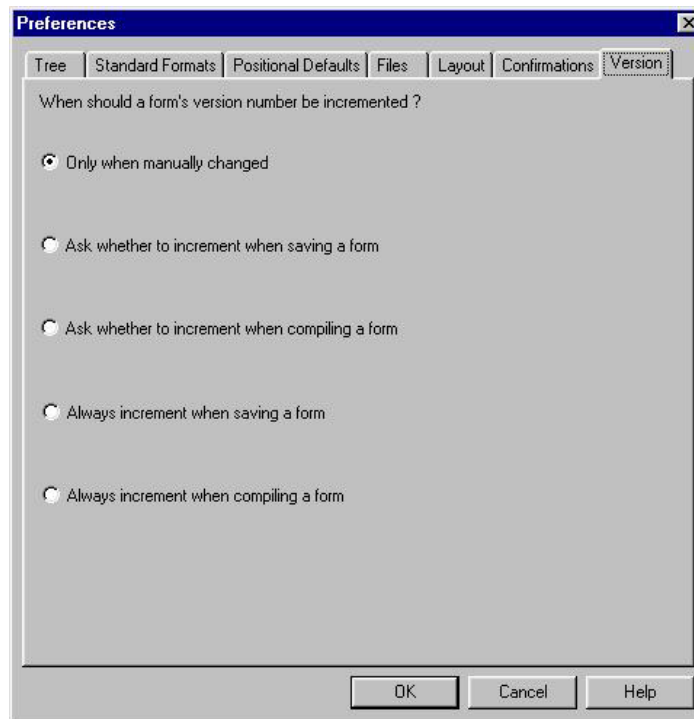 Preferences
Tree Standard Formats Positional Defaults Files Layout Confirmations Version
When should a form's version number be incremented ?
Only when manually changed
Ask whether to increment when saving a form
Ask whether to increment when compiling a form
Always increment when saving a form
Always increment when compiling a form
OK Cancel Help